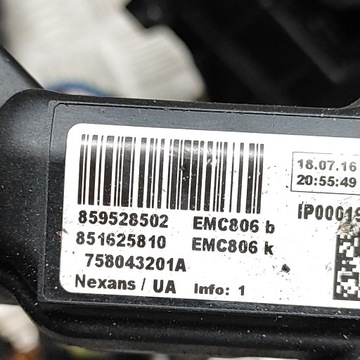 18.07.16
20:55:49
859528502 EMC806 b
851625810 EMC806 k
758043201A
Nexans / UA Info: 1